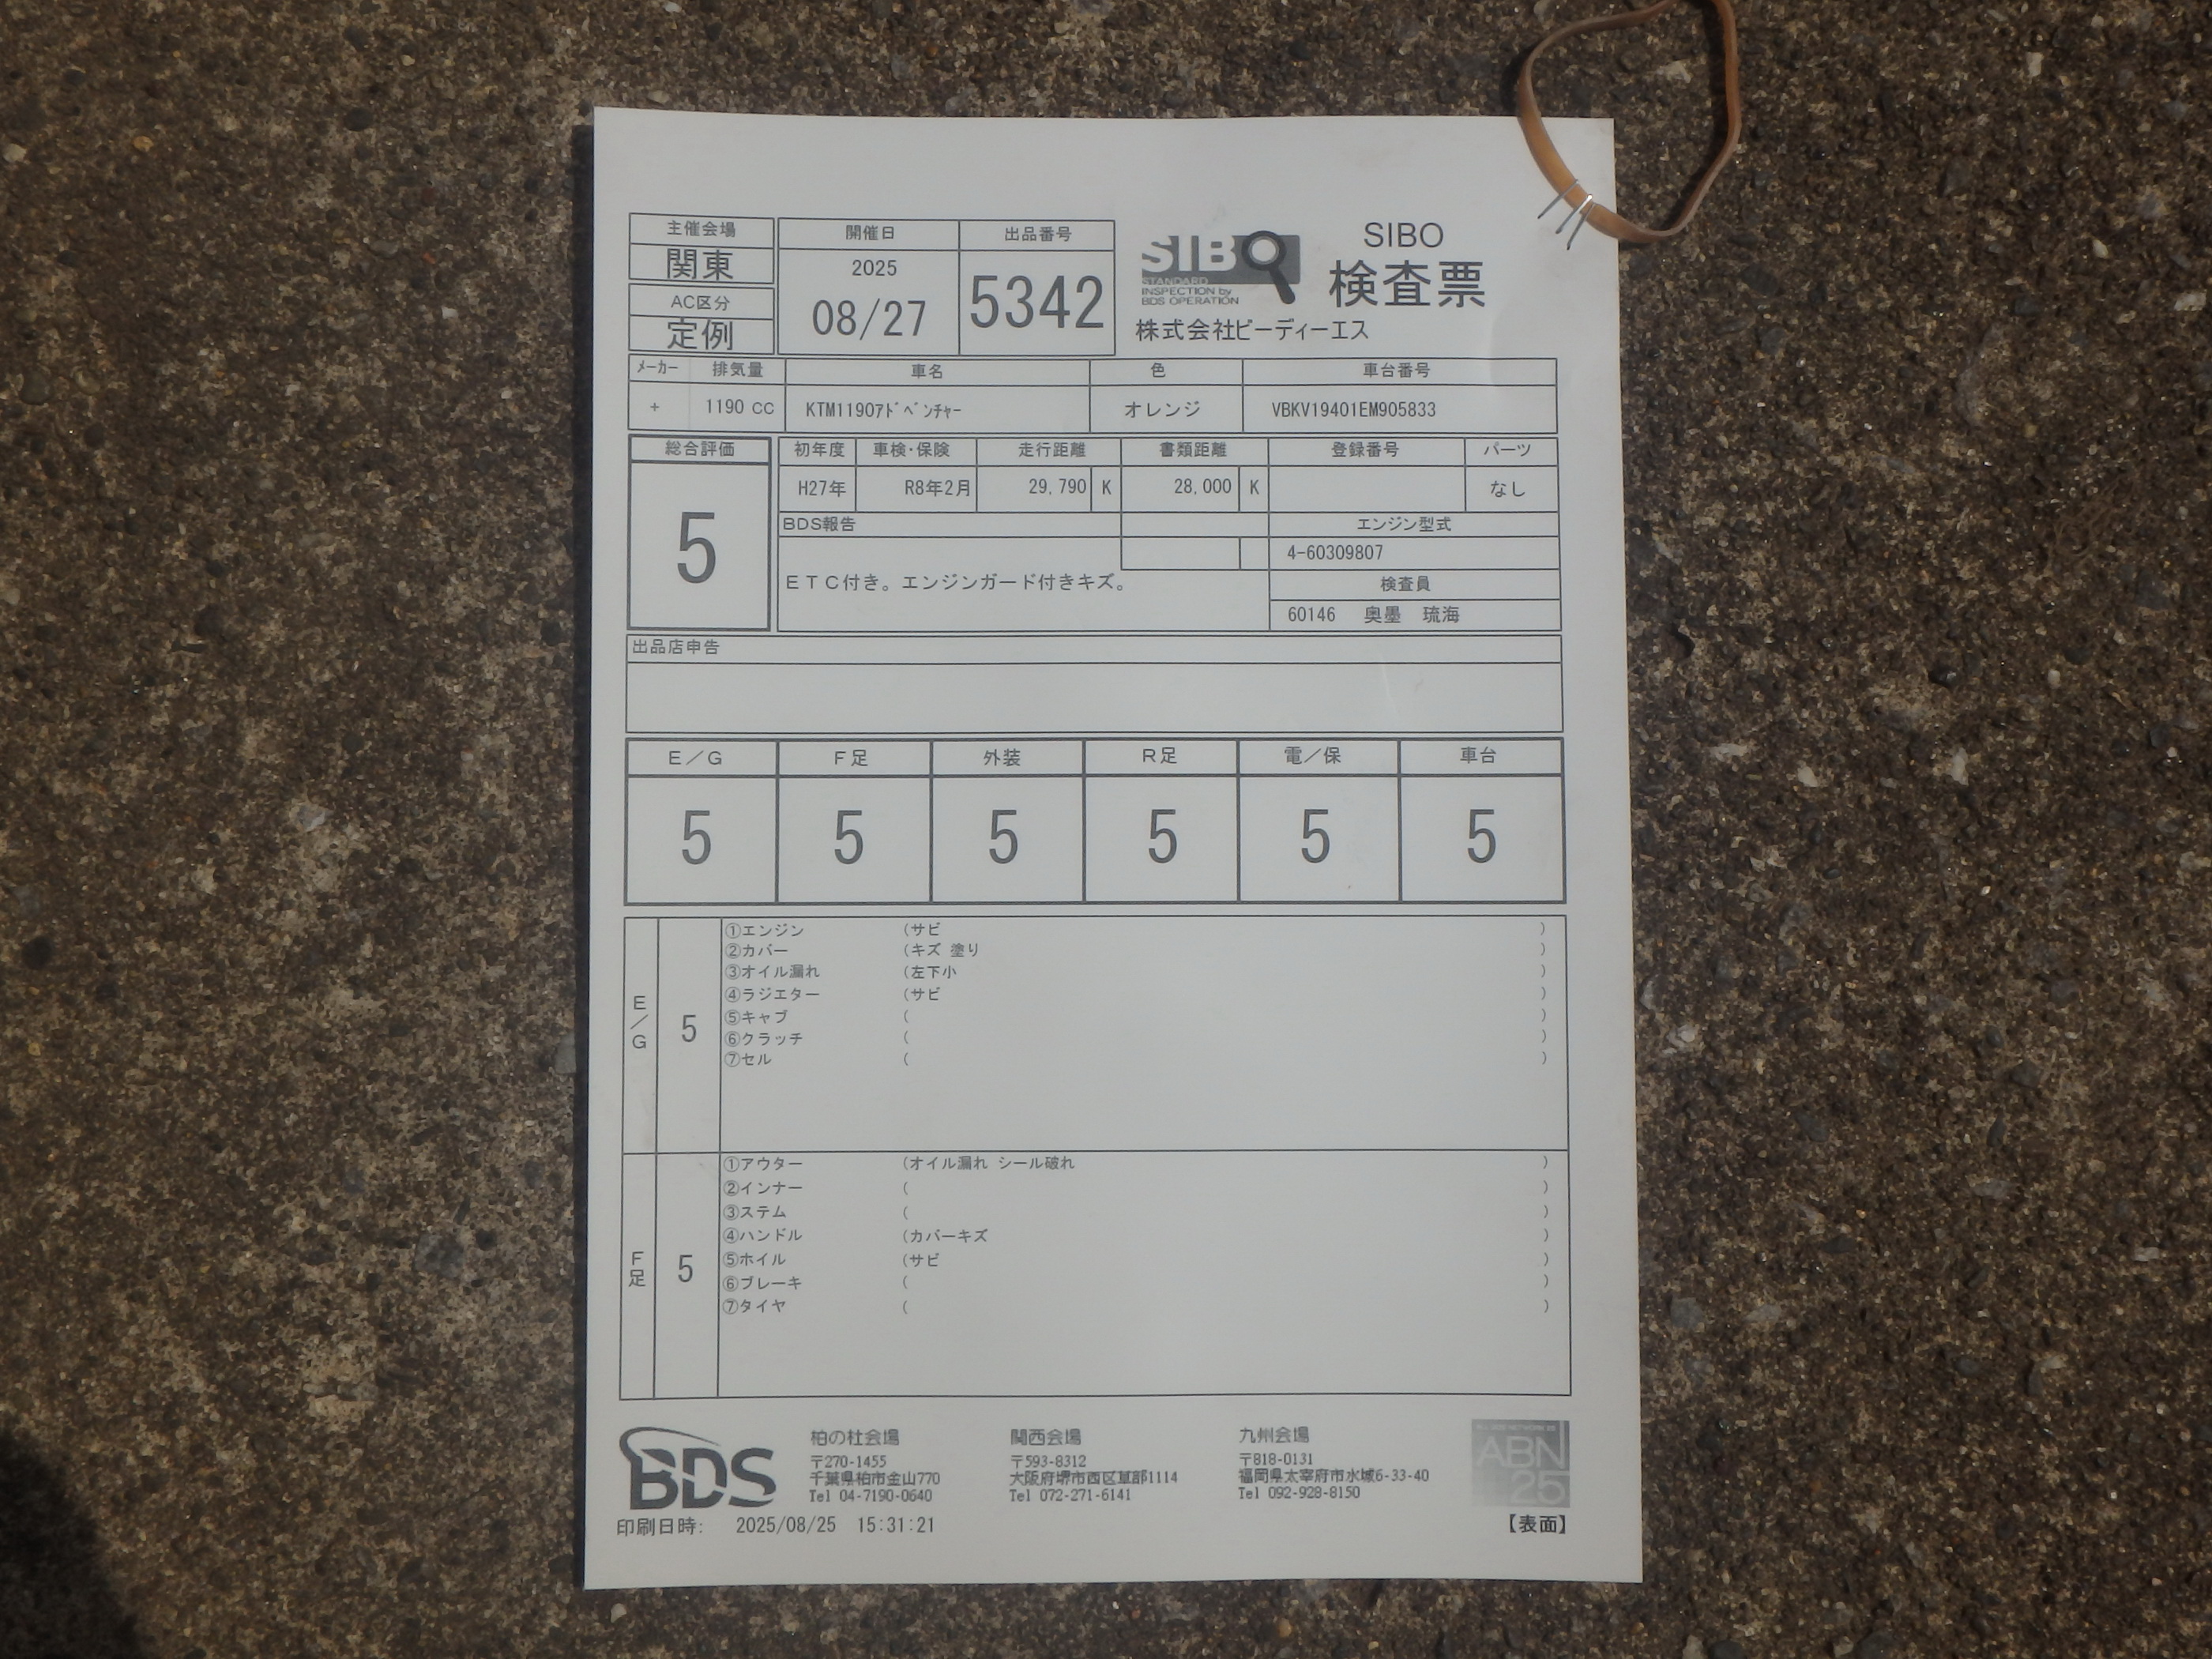 主催会場
関東
AC区分
定例
開催日
2025
08/27
出品番号
5342
SIBO
STANDARD
INSPECTION by
BDS OPERATION
SIBO
検査票
株式会社ビーディーエス
メーカー 排気量 車名 色 車台番号
+ 1190 CC KTM1190アドベンチャー オレンジ VBKV19401EM905833
総合評価
5
初年度 車検・保険 走行距離 書類距離 登録番号 パーツ
H27年 R8年2月 29,790 K 28,000 K なし
BDS報告 エンジン型式
4-60309807
ETC付き。エンジンガード付きキズ。
検査員
60146 奥墨 琉海
出品店申告
E/G F足 外装 R足 電/保 車台
5 5 5 5 5 5
E/G 5
①エンジン (サビ )
②カバー (キズ 塗り )
③オイル漏れ (左下小 )
④ラジエター (サビ )
⑤キャブ ( )
⑥クラッチ ( )
⑦セル ( )
F足 5
①アウター (オイル漏れ シール破れ )
②インナー ( )
③ステム ( )
④ハンドル (カバーキズ )
⑤ホイル (サビ )
⑥ブレーキ ( )
⑦タイヤ ( )
BDS
柏の杜会場
〒270-1455
千葉県柏市金山770
Tel 04-7190-0640
関西会場
〒593-8312
大阪府堺市西区草部1114
Tel 072-271-6141
九州会場
〒818-0131
福岡県太宰府市水城6-33-40
Tel 092-928-8150
ABN
25
印刷日時: 2025/08/25 15:31:21
【表面】